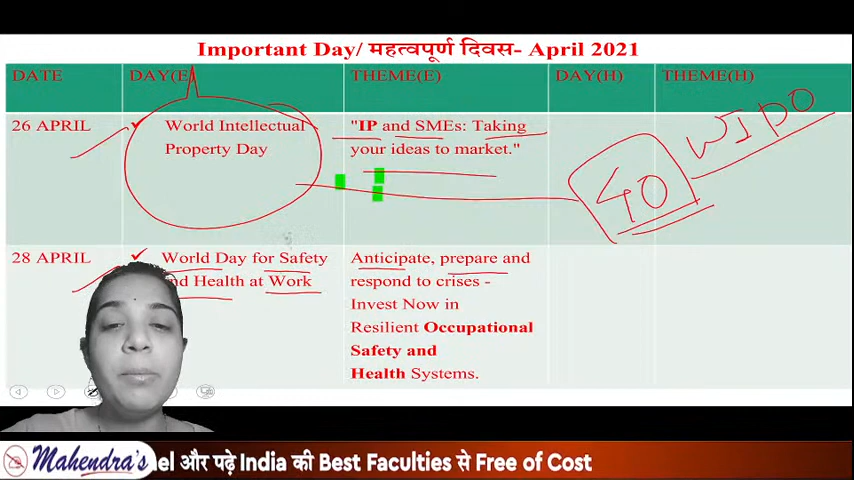 Important Day/ महत्वपूर्ण दिवस- April 2021
DATE DAY(E THEME(E) DAY(H) THEME(H)
26 APRIL World Intellectual Property Day "IP and SMEs: Taking your ideas to market."
40 WIPO
28 APRIL World Day for Safety and Health at Work Anticipate, prepare and
respond to crises -
Invest Now in
Resilient Occupational
Safety and
Health Systems.
Mahendra's
el और पढ़े India की Best Faculties से Free of Cost